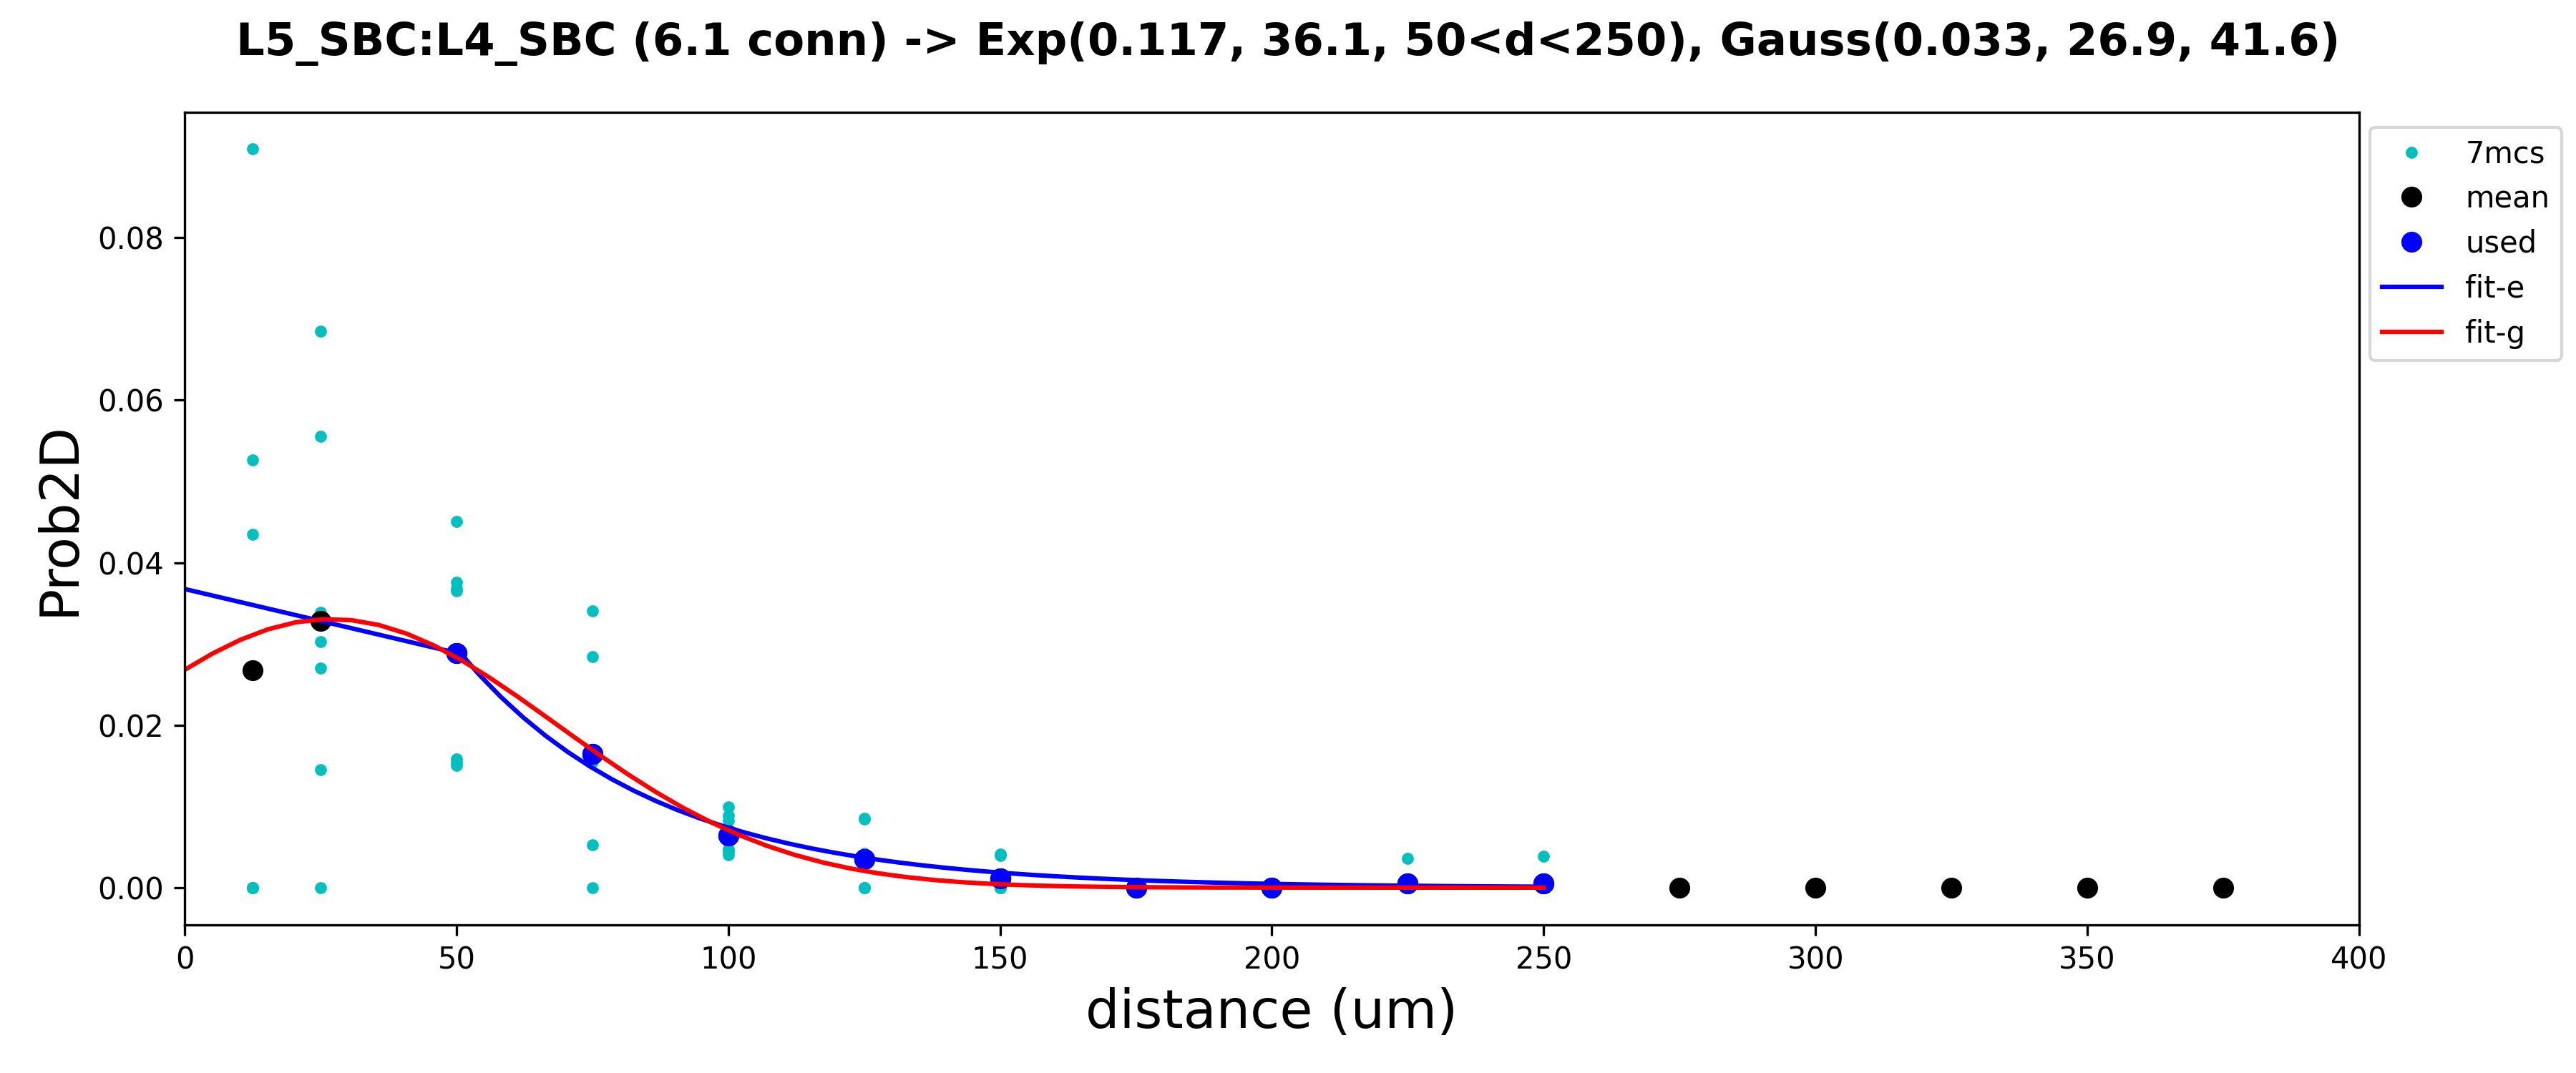 L5_SBC:L4_SBC (6.1 conn) -> Exp(0.117, 36.1, 50<d<250), Gauss(0.033, 26.9, 41.6)
7mcs
mean
used
fit-e
fit-g
Prob2D
0.08
0.06
0.04
0.02
0.00
0 50 100 150 200 250 300 350 400
distance (um)